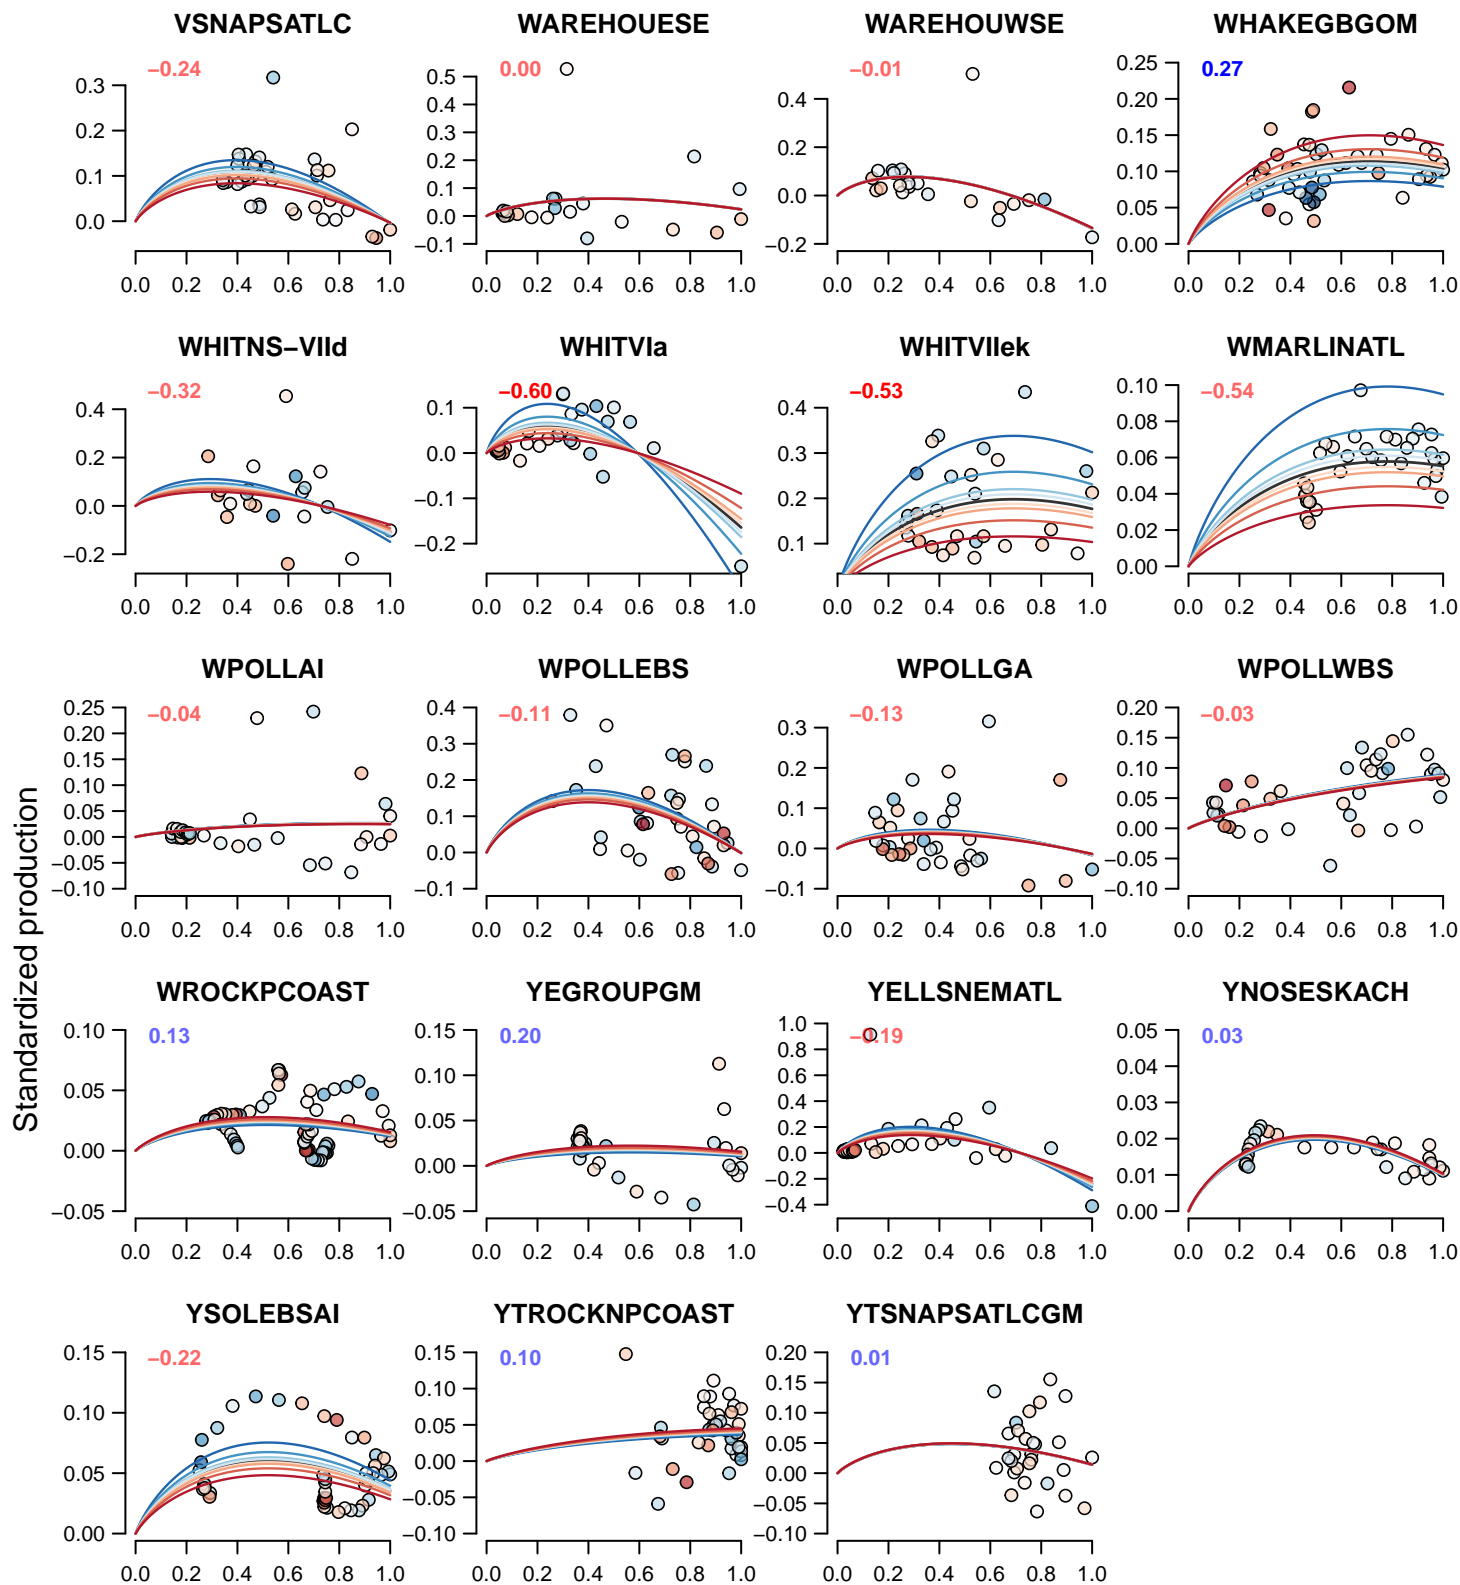 VSNAPSATLC WAREHOUESE WAREHOUWSE WHAKEGBGOM
−0.24 0.00 −0.01 0.27
0.3 0.2 0.1 0.0
0.5 0.4 0.3 0.2 0.1 0.0 −0.1
0.4 0.2 0.0 −0.2
0.25 0.20 0.15 0.10 0.05 0.00
0.0 0.2 0.4 0.6 0.8 1.0 0.0 0.2 0.4 0.6 0.8 1.0 0.0 0.2 0.4 0.6 0.8 1.0 0.0 0.2 0.4 0.6 0.8 1.0
WHITNS−VIId WHITVIa WHITVIIek WMARLINATL
−0.32 −0.60 −0.53 −0.54
0.4 0.2 0.0 −0.2
0.1 0.0 −0.1 −0.2
0.4 0.3 0.2 0.1
0.10 0.08 0.06 0.04 0.02 0.00
0.0 0.2 0.4 0.6 0.8 1.0 0.0 0.2 0.4 0.6 0.8 1.0 0.0 0.2 0.4 0.6 0.8 1.0 0.0 0.2 0.4 0.6 0.8 1.0
WPOLLAI WPOLLEBS WPOLLGA WPOLLWBS
−0.04 −0.11 −0.13 −0.03
0.25 0.20 0.15 0.10 0.05 0.00 −0.05 −0.10
0.4 0.3 0.2 0.1 0.0 −0.1
0.3 0.2 0.1 0.0 −0.1
0.20 0.15 0.10 0.05 0.00 −0.05 −0.10
0.0 0.2 0.4 0.6 0.8 1.0 0.0 0.2 0.4 0.6 0.8 1.0 0.0 0.2 0.4 0.6 0.8 1.0 0.0 0.2 0.4 0.6 0.8 1.0
Standardized production
WROCKPCOAST YEGROUPGM YELLSNEMATL YNOSESKACH
0.13 0.20 −0.19 0.03
0.10 0.05 0.00 −0.05
0.15 0.10 0.05 0.00 −0.05
1.0 0.8 0.6 0.4 0.2 0.0 −0.2 −0.4
0.05 0.04 0.03 0.02 0.01 0.00
0.0 0.2 0.4 0.6 0.8 1.0 0.0 0.2 0.4 0.6 0.8 1.0 0.0 0.2 0.4 0.6 0.8 1.0 0.0 0.2 0.4 0.6 0.8 1.0
YSOLEBSAI YTROCKNPCOAST YTSNAPSATLCGM
−0.22 0.10 0.01
0.15 0.10 0.05 0.00
0.15 0.10 0.05 0.00 −0.05 −0.10
0.20 0.15 0.10 0.05 0.00 −0.05 −0.10
0.0 0.2 0.4 0.6 0.8 1.0 0.0 0.2 0.4 0.6 0.8 1.0 0.0 0.2 0.4 0.6 0.8 1.0